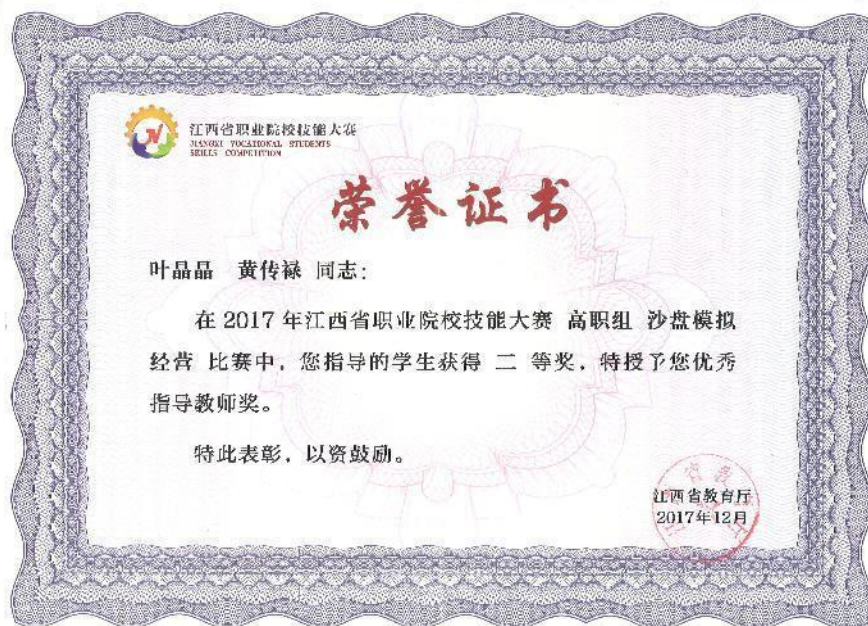 江西省职业院校技能大赛
JIANGXI VOCATIONAL STUDENTS
SKILLS COMPETITION
荣誉证书
叶晶晶 黄传禄 同志：
在 2017 年江西省职业院校技能大赛 高职组 沙盘模拟
经营 比赛中，您指导的学生获得 二 等奖，特授予您优秀
指导教师奖。
特此表彰，以资鼓励。
江西省教育厅
2017年12月